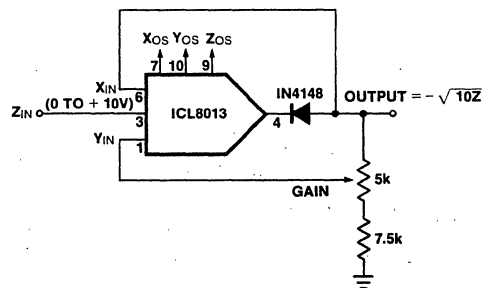 XOS YOS ZOS
7 10 9
XIN
6
ZIN (0 TO + 10V)
3
ICL8013
4
IN4148
OUTPUT = - √10Z
YIN
1
GAIN
5k
7.5k